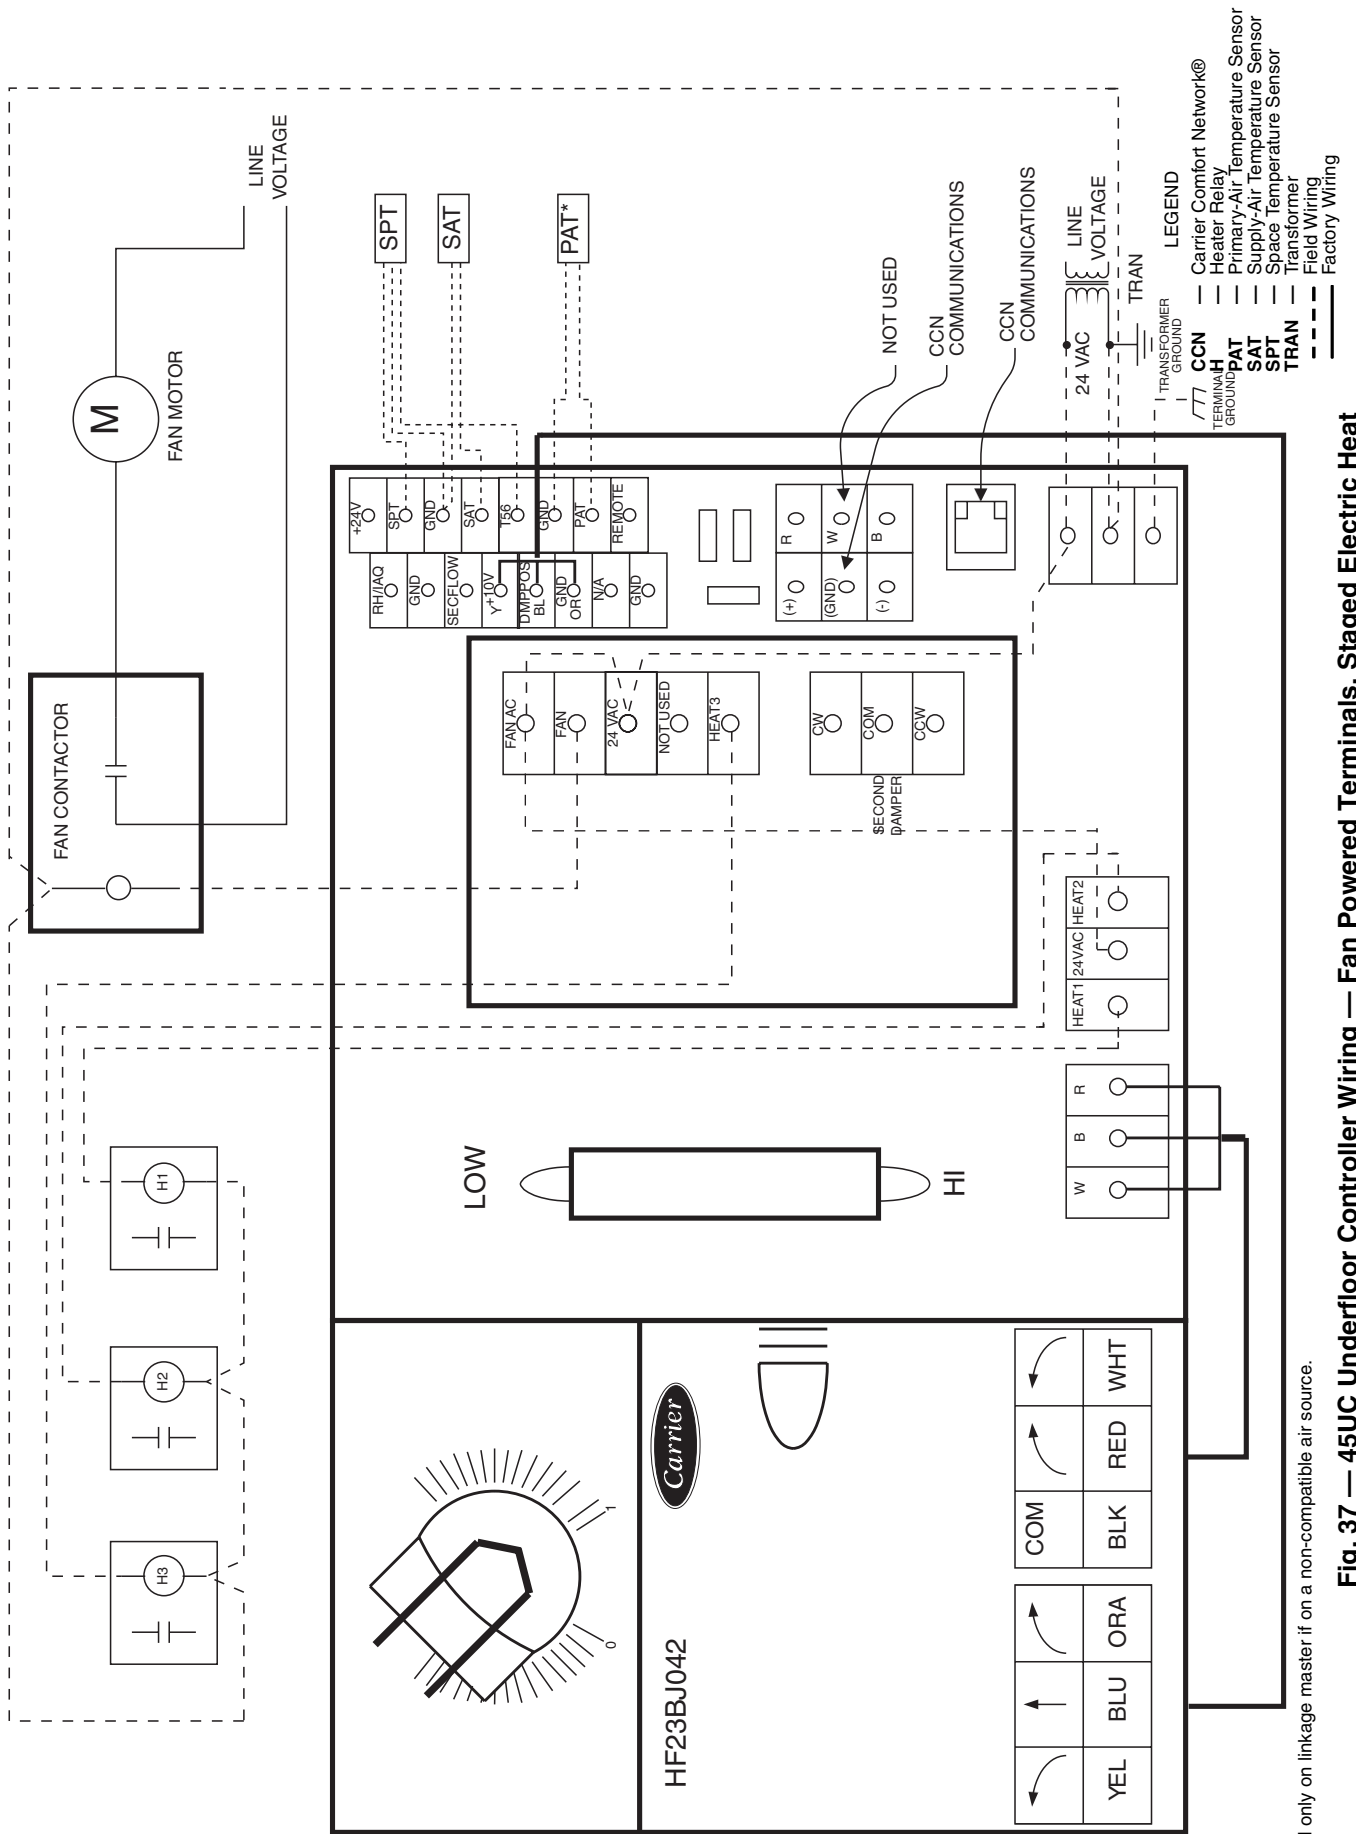 LINE
VOLTAGE
M
FAN MOTOR
FAN CONTACTOR
SPT
SAT
PAT*
NOT USED
CCN
COMMUNICATIONS
CCN
COMMUNICATIONS
LINE
VOLTAGE
TRAN
24 VAC
TRANSFORMER
GROUND
TERMINAL
GROUND
LEGEND
CCN — Carrier Comfort Network®
H — Heater Relay
PAT — Primary-Air Temperature Sensor
SAT — Supply-Air Temperature Sensor
SPT — Space Temperature Sensor
TRAN — Transformer
Field Wiring
Factory Wiring
+24V
SPT
GND
SAT
T56
GND
PAT
REMOTE
RH/IAQ
GND
SECFLOW
Y +10V
DMPPOS
BL
GND
OR
N/A
GND
R
W
B
(+)
(GND)
(-)
FAN AC
FAN
24 VAC
NOT USED
HEAT3
CW
COM
CCW
SECOND
DAMPER
HEAT1
24VAC
HEAT2
W
B
R
LOW
HI
H1
H2
H3
0
1
Carrier
HF23BJ042
COM
YEL
BLU
ORA
BLK
RED
WHT
only on linkage master if on a non-compatible air source.
Fig. 37 — 45UC Underfloor Controller Wiring — Fan Powered Terminals, Staged Electric Heat